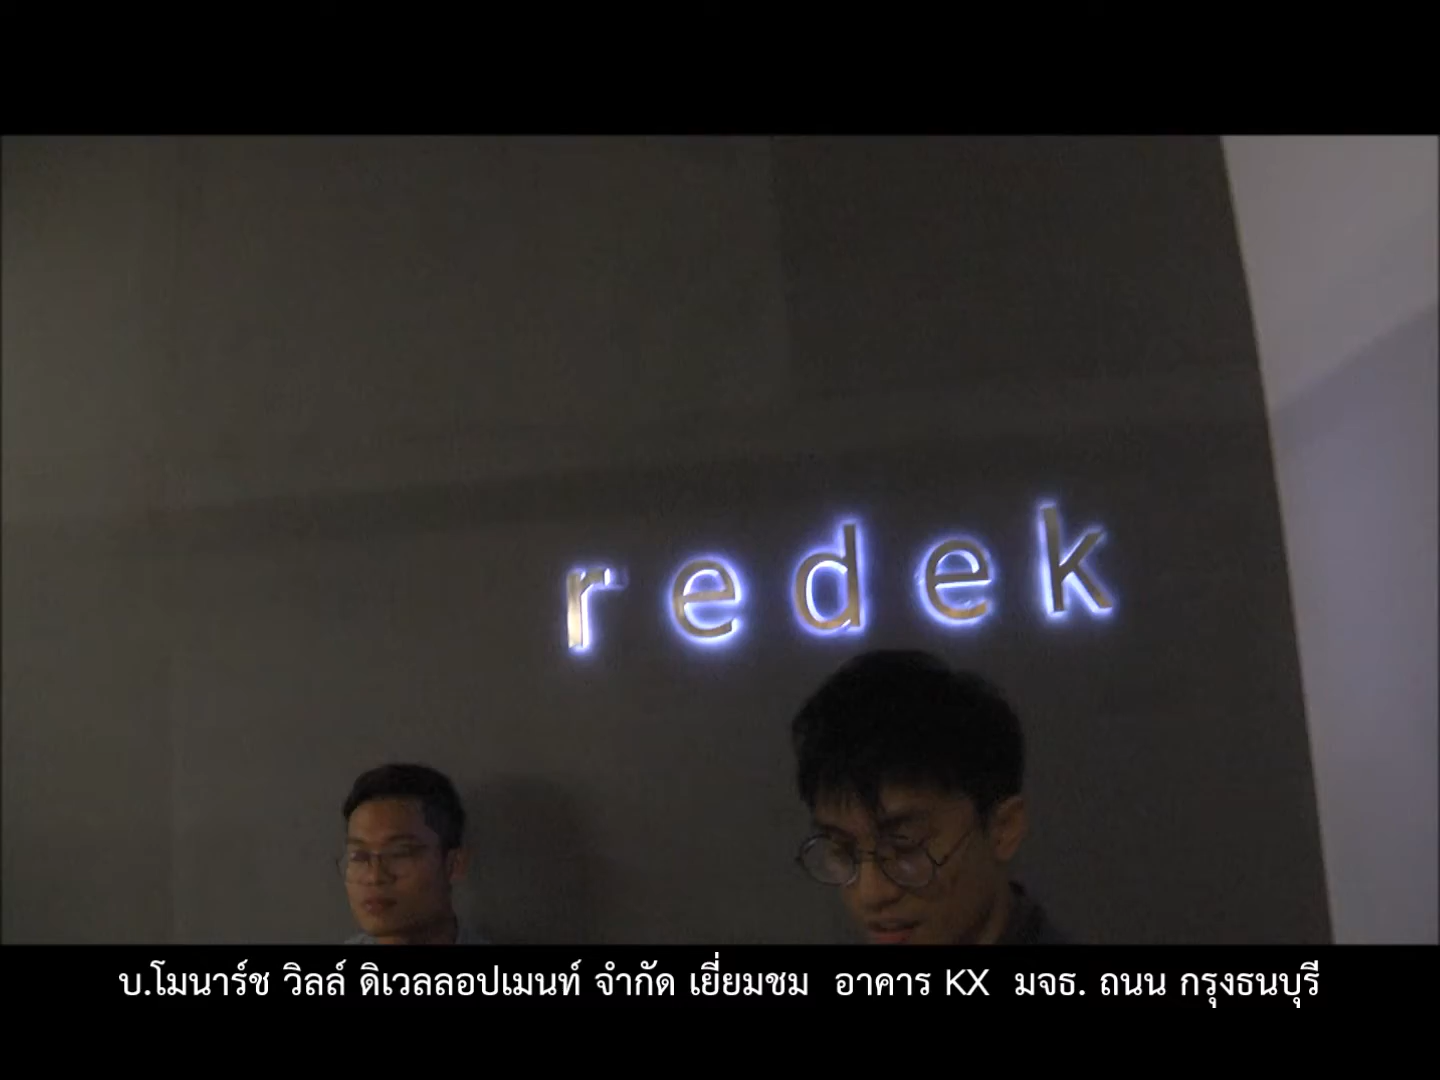 redek
บ.โมนาร์ช วิลล์ ดิเวลลอปเมนท์ จำกัด เยี่ยมชม อาคาร KX มจธ. ถนน กรุงธนบุรี